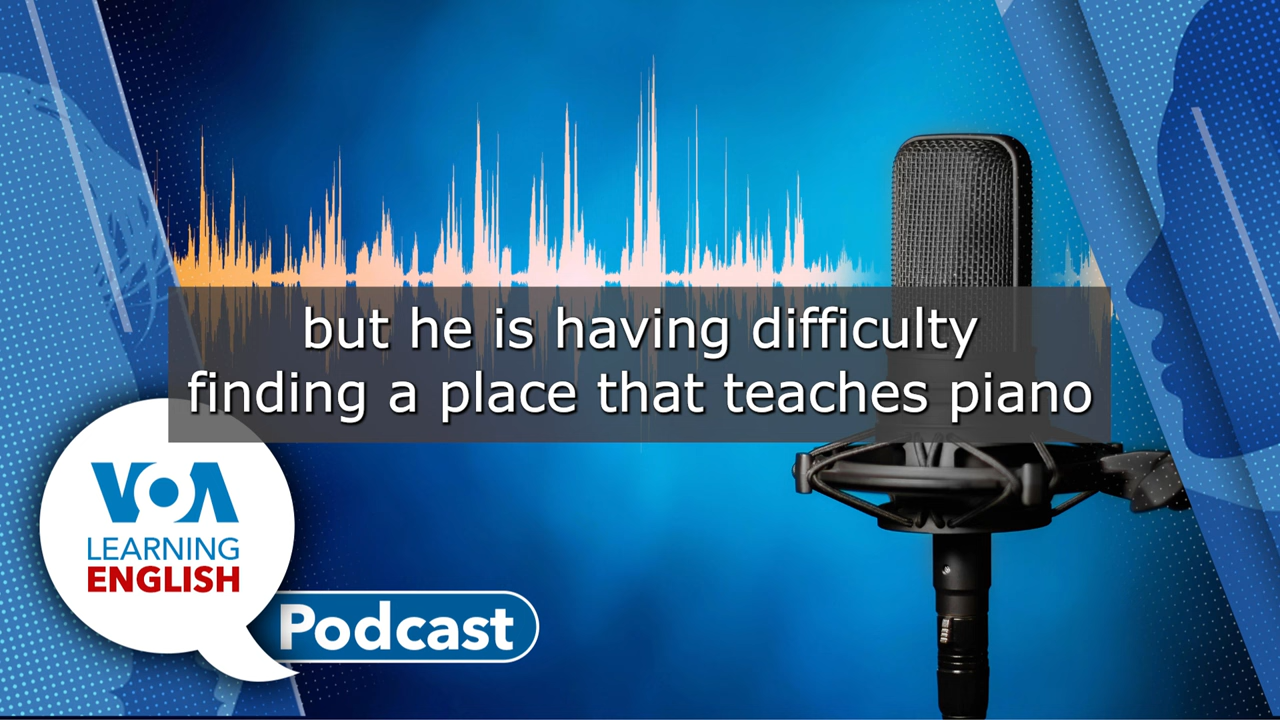 but he is having difficulty
finding a place that teaches piano
VOA
LEARNING
ENGLISH
Podcast